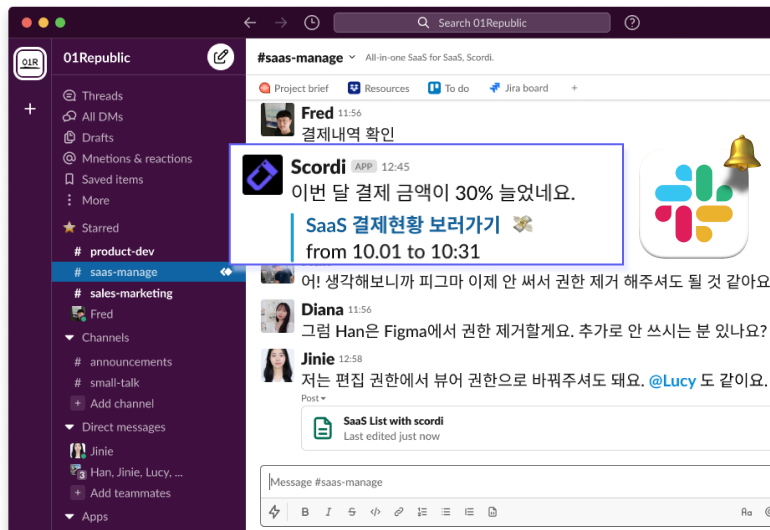 Search 01Republic
01R
01Republic
Threads
All DMs
Drafts
Mnetions & reactions
Saved items
More
Starred
# product-dev
# saas-manage
# sales-marketing
Fred
Channels
# announcements
# small-talk
+ Add channel
Direct messages
Jinie
3 Han, Jinie, Lucy, ...
+ Add teammates
Apps
+
#saas-manage
All-in-one SaaS for SaaS, Scordi.
Project brief
Resources
To do
Jira board
+
Fred 11:56
결제내역 확인
Scordi APP 12:45
이번 달 결제 금액이 30% 늘었네요.
SaaS 결제현황 보러가기 💸
from 10.01 to 10:31
어! 생각해보니까 피그마 이제 안 써서 권한 제거 해주셔도 될 것 같아요
Diana 11:56
그럼 Han은 Figma에서 권한 제거할게요. 추가로 안 쓰시는 분 있나요?
Jinie 12:58
저는 편집 권한에서 뷰어 권한으로 바꿔주셔도 돼요. @Lucy 도 같이요.
Post
SaaS List with scordi
Last edited just now
Message #saas-manage
B I S </>
Aa @